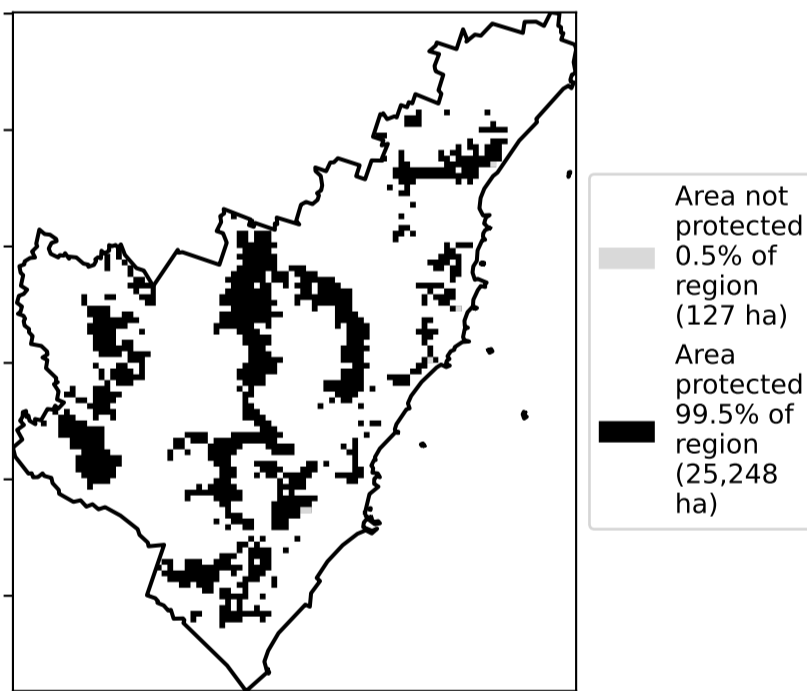 Area not
protected
0.5% of
region
(127 ha)
Area
protected
99.5% of
region
(25,248
ha)